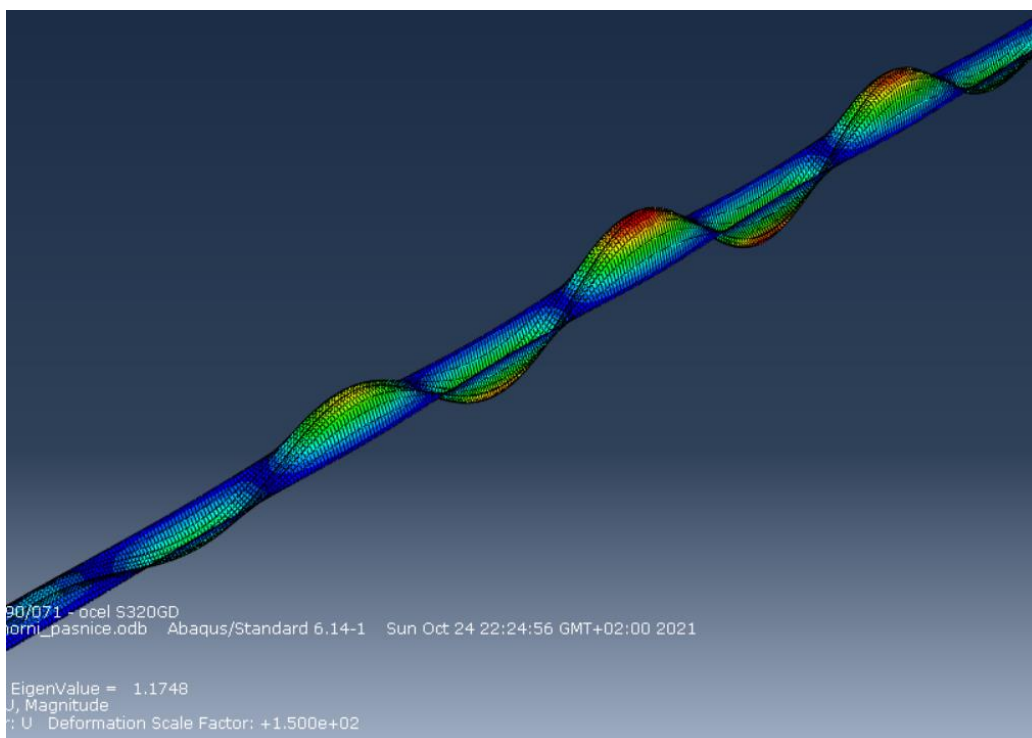 90/071 - ocel S320GD
horni_pasnice.odb Abaqus/Standard 6.14-1 Sun Oct 24 22:24:56 GMT+02:00 2021
EigenValue = 1.1748
U, Magnitude
r: U Deformation Scale Factor: +1.500e+02